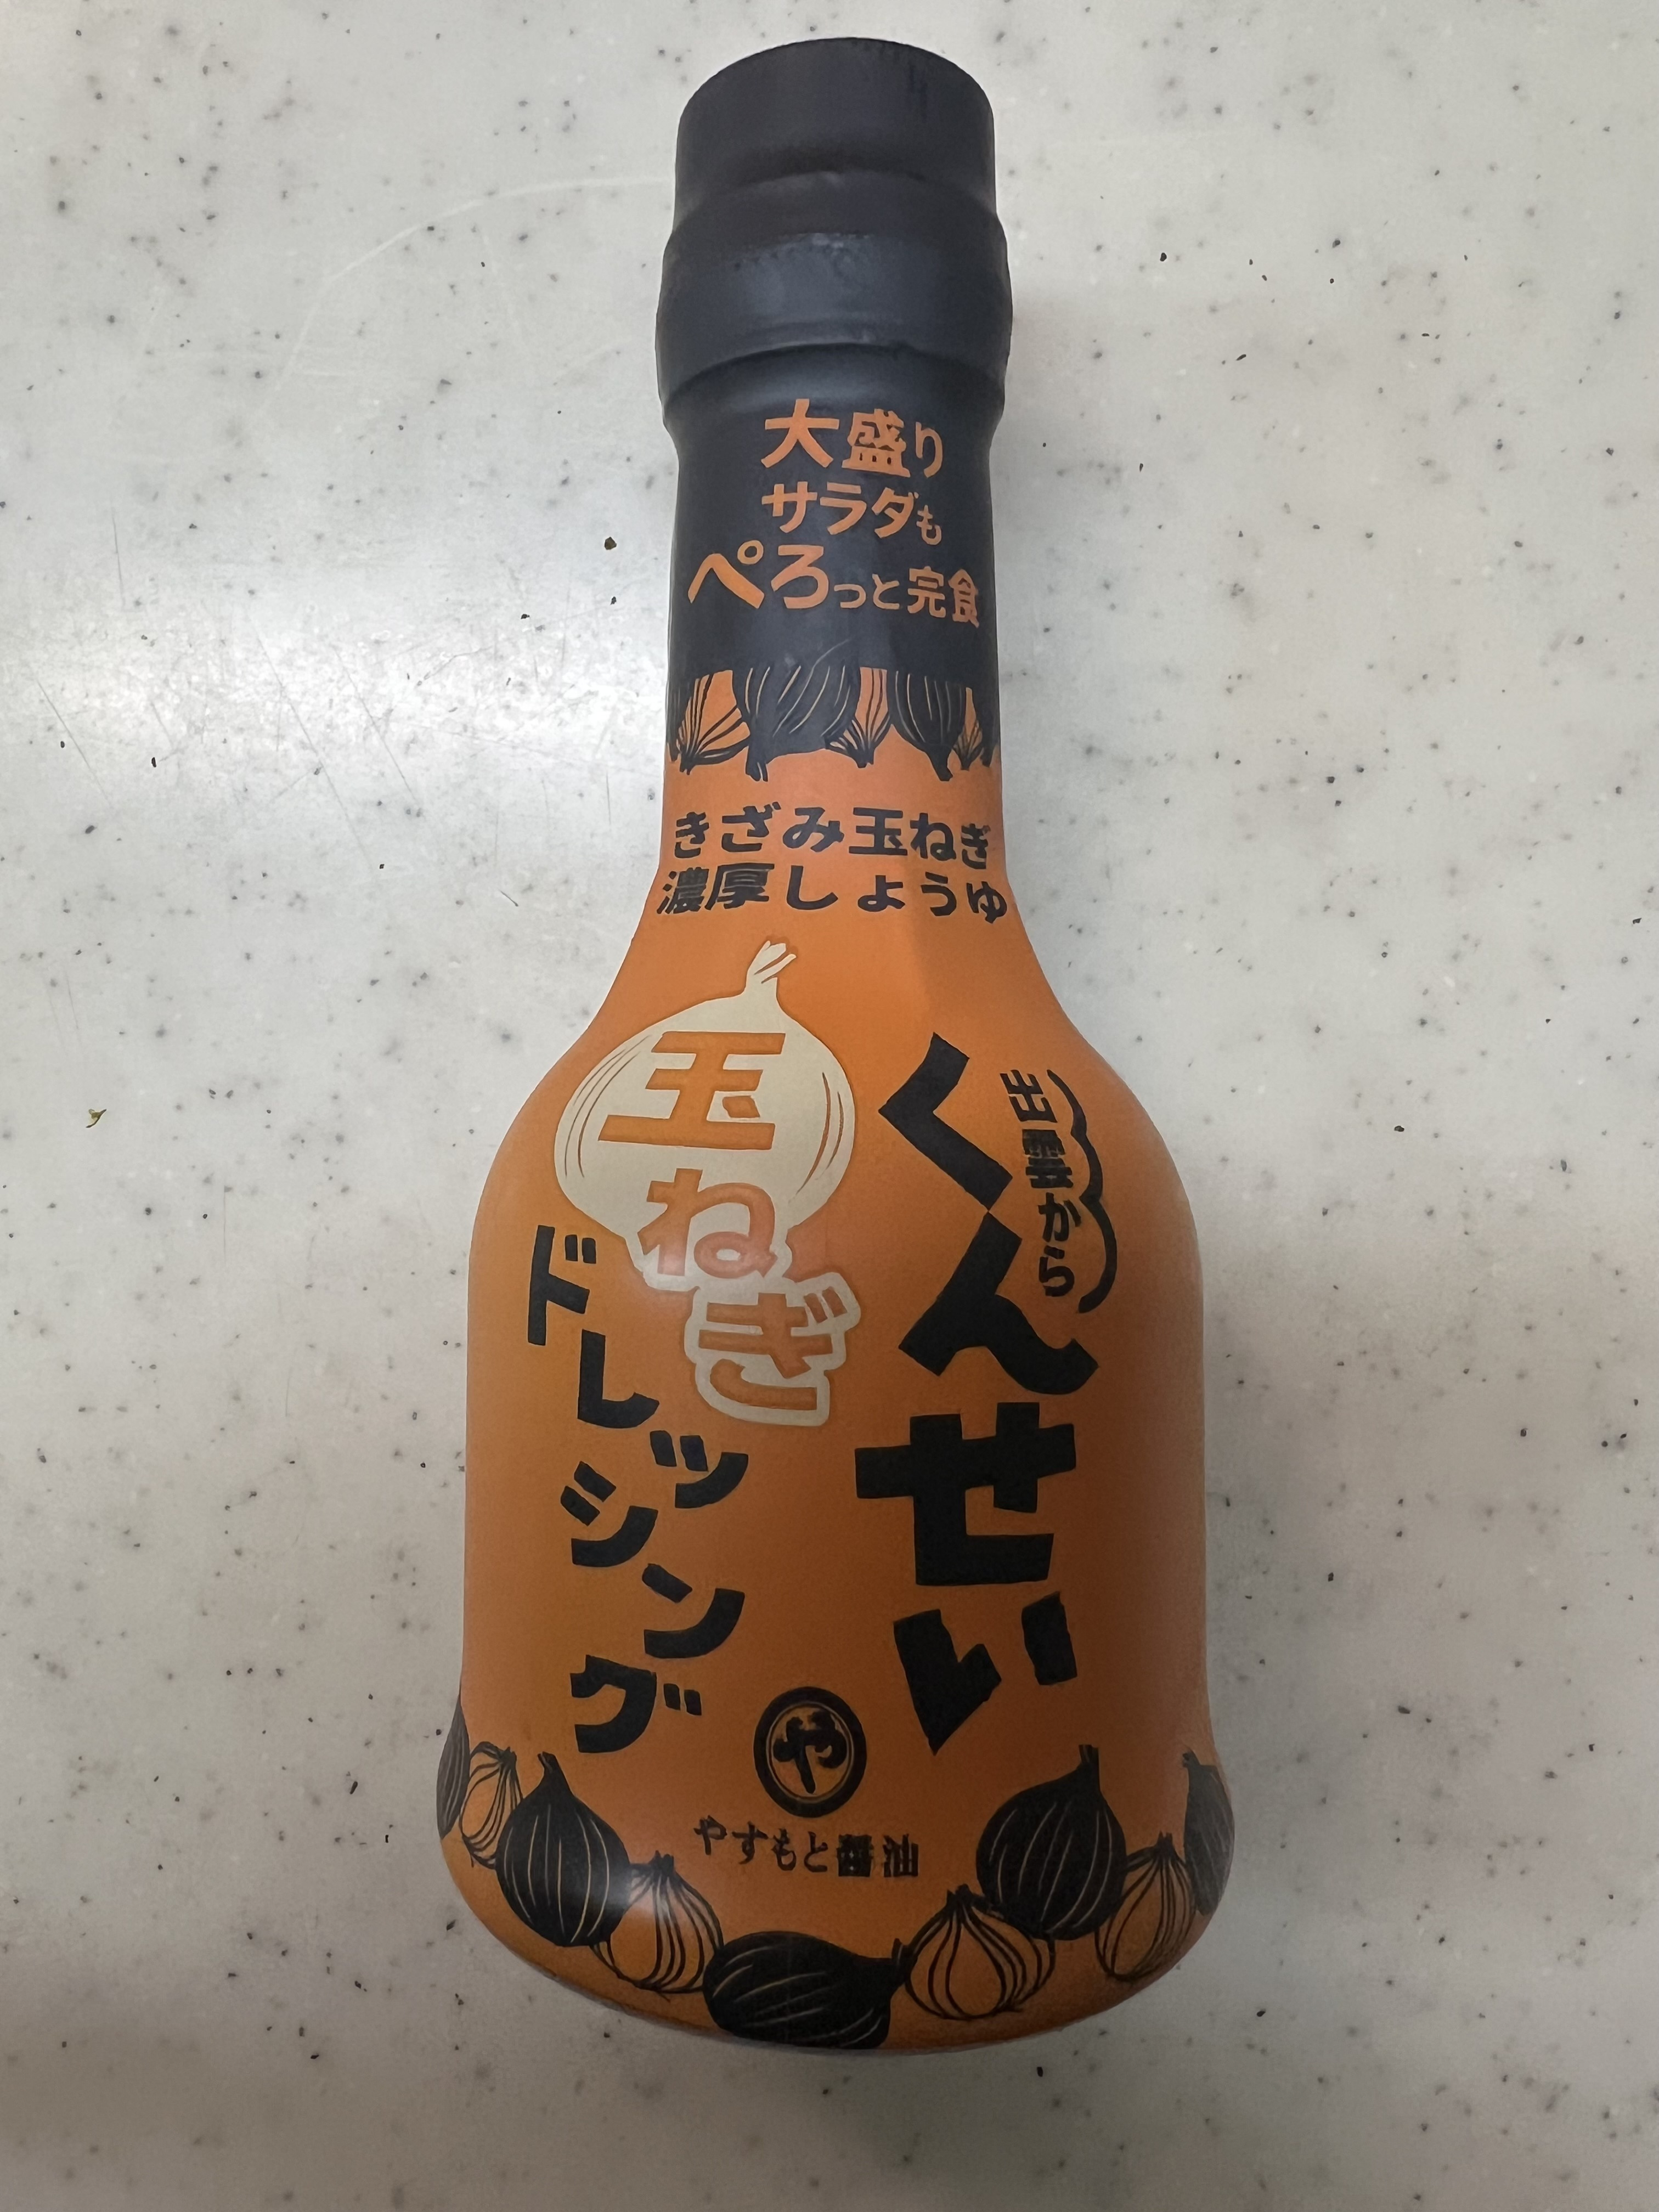 大盛り
サラダも
ぺろっと完食
きざみ玉ねぎ
濃厚しょうゆ
出雲から
くんせい
玉ねぎ
ドレッシング
や
やすもと醤油